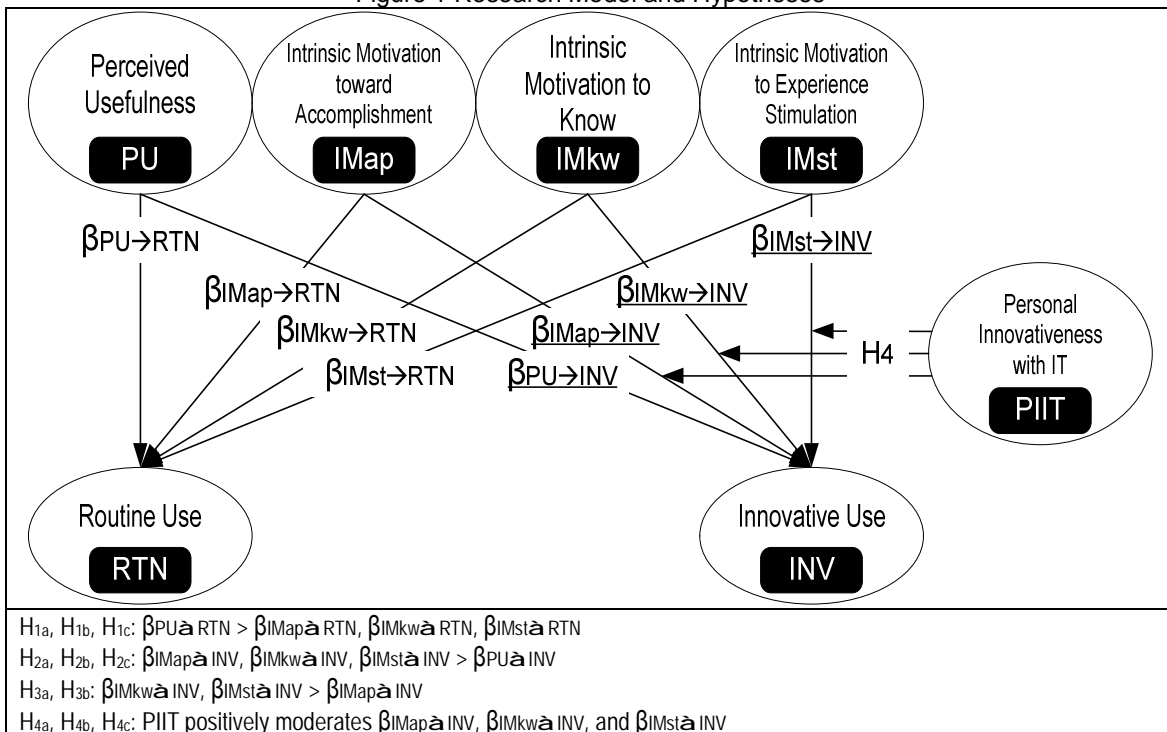 Figure 1 Research Model and Hypotheses
Perceived
Usefulness
PU
Intrinsic Motivation
toward
Accomplishment
IMap
Intrinsic
Motivation to
Know
IMkw
Intrinsic Motivation
to Experience
Stimulation
IMst
βPU→RTN
βIMst→INV
βIMap→RTN
βIMkw→INV
βIMkw→RTN
βIMap→INV
βIMst→RTN
βPU→INV
H4
Personal
Innovativeness
with IT
PIIT
Routine Use
RTN
Innovative Use
INV
H1a, H1b, H1c: βPUà RTN > βIMapà RTN, βIMkwà RTN, βIMstà RTN
H2a, H2b, H2c: βIMapà INV, βIMkwà INV, βIMstà INV > βPUà INV
H3a, H3b: βIMkwà INV, βIMstà INV > βIMapà INV
H4a, H4b, H4c: PIIT positively moderates βIMapà INV, βIMkwà INV, and βIMstà INV